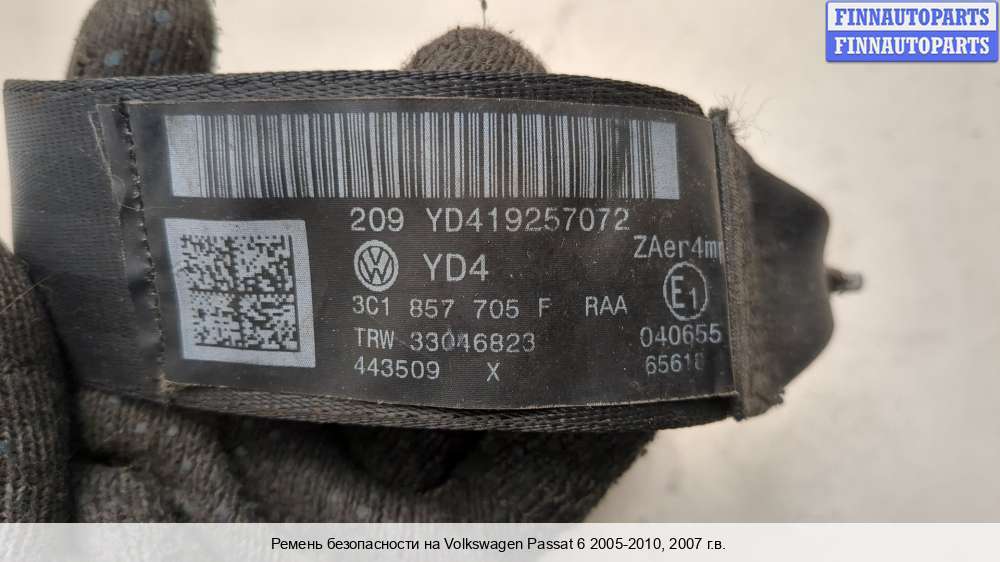 FINNAUTOPARTS
FINNAUTOPARTS
209 YD419257072
ZAer4m
YD4
3C1 857 705 F RAA
E1
TRW 33046823
040655
443509 X
65618
Ремень безопасности на Volkswagen Passat 6 2005-2010, 2007 г.в.